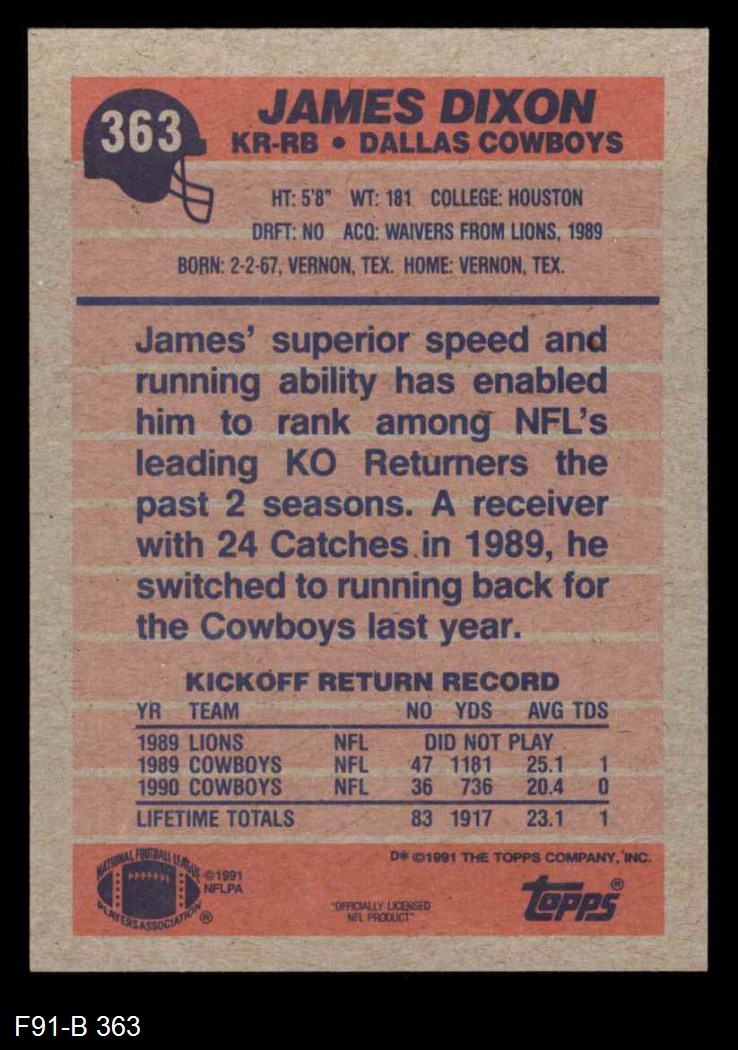 363
JAMES DIXON
KR-RB • DALLAS COWBOYS
HT: 5'8" WT: 181 COLLEGE: HOUSTON
DRFT: NO ACQ: WAIVERS FROM LIONS, 1989
BORN: 2-2-67, VERNON, TEX. HOME: VERNON, TEX.
James' superior speed and
running ability has enabled
him to rank among NFL's
leading KO Returners the
past 2 seasons. A receiver
with 24 Catches in 1989, he
switched to running back for
the Cowboys last year.
KICKOFF RETURN RECORD
YR TEAM NO YDS AVG TDS
1989 LIONS NFL DID NOT PLAY
1989 COWBOYS NFL 47 1181 25.1 1
1990 COWBOYS NFL 36 736 20.4 0
LIFETIME TOTALS 83 1917 23.1 1
NATIONAL FOOTBALL LEAGUE
PLAYERS ASSOCIATION ®
©1991
NFLPA
"OFFICIALLY LICENSED
NFL PRODUCT"
D* ©1991 THE TOPPS COMPANY, INC.
topps®
F91-B 363